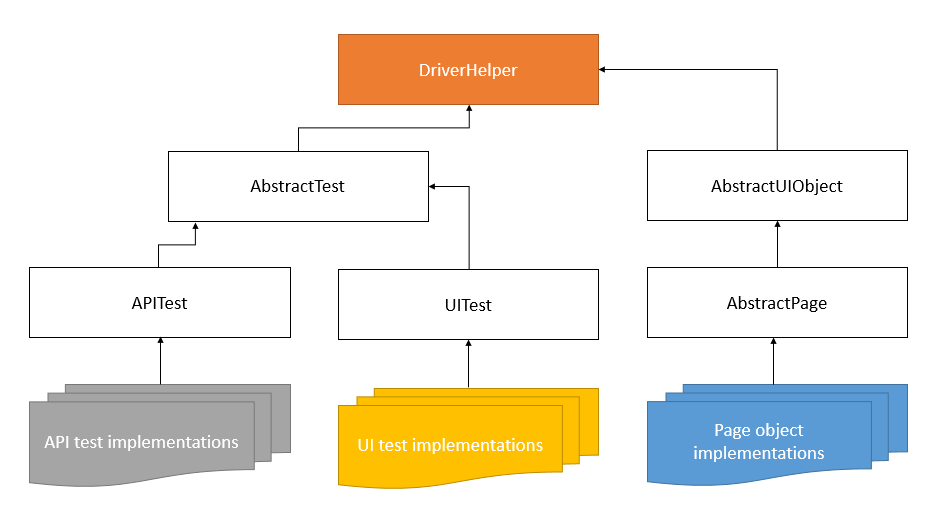 DriverHelper
AbstractTest
AbstractUIObject
APITest
UITest
AbstractPage
API test implementations
UI test implementations
Page object
implementations